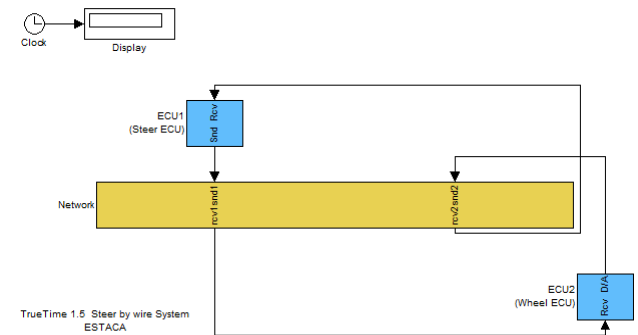 Clock
Display
ECU1
(Steer ECU)
Snd Rcv
Network
rcv1snd1
rcv2snd2
ECU2
(Wheel ECU)
Rcv D/A
TrueTime 1.5 Steer by wire System
ESTACA